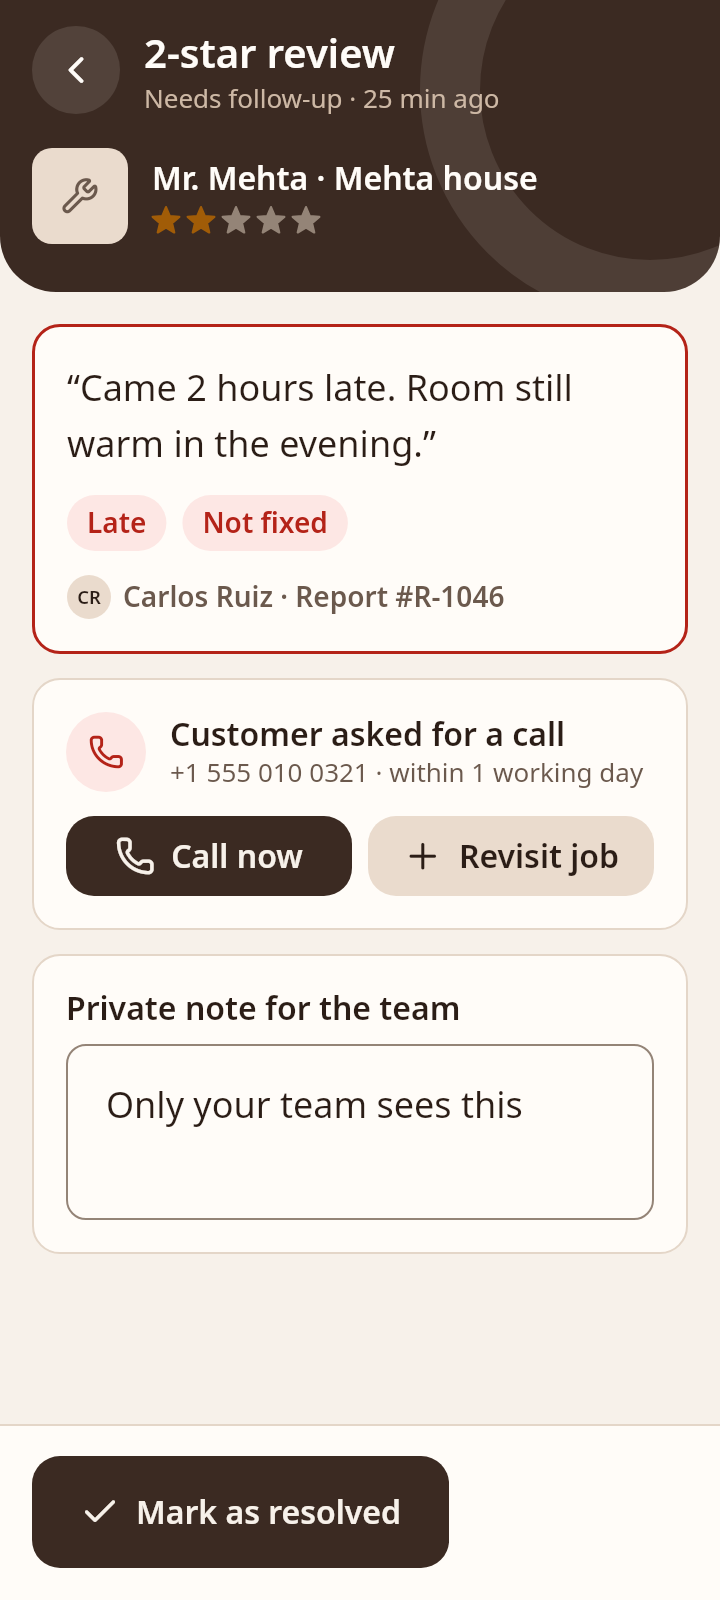 2-star review
Needs follow-up · 25 min ago
Mr. Mehta · Mehta house
“Came 2 hours late. Room still
warm in the evening.”
Late Not fixed
CR Carlos Ruiz · Report #R-1046
Customer asked for a call
+1 555 010 0321 · within 1 working day
Call now Revisit job
Private note for the team
Only your team sees this
Mark as resolved